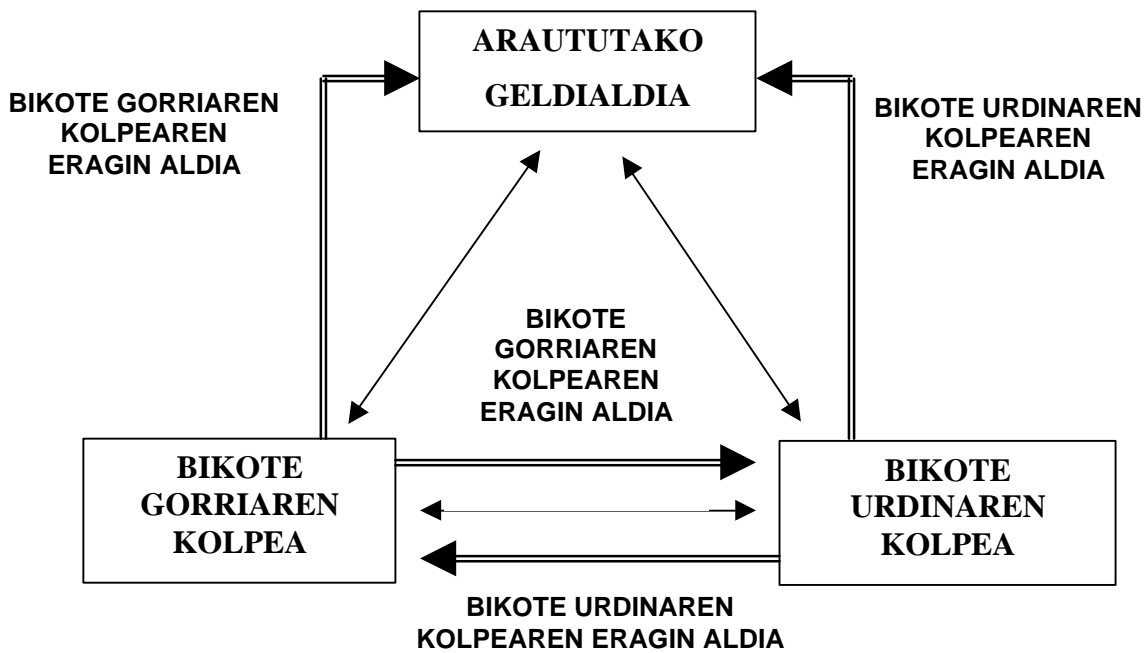 ARAUTUTAKO
GELDIALDIA
BIKOTE GORRIAREN
KOLPEAREN
ERAGIN ALDIA
BIKOTE URDINAREN
KOLPEAREN
ERAGIN ALDIA
BIKOTE
GORRIAREN
KOLPEAREN
ERAGIN ALDIA
BIKOTE
GORRIAREN
KOLPEA
BIKOTE
URDINAREN
KOLPEA
BIKOTE URDINAREN
KOLPEAREN ERAGIN ALDIA